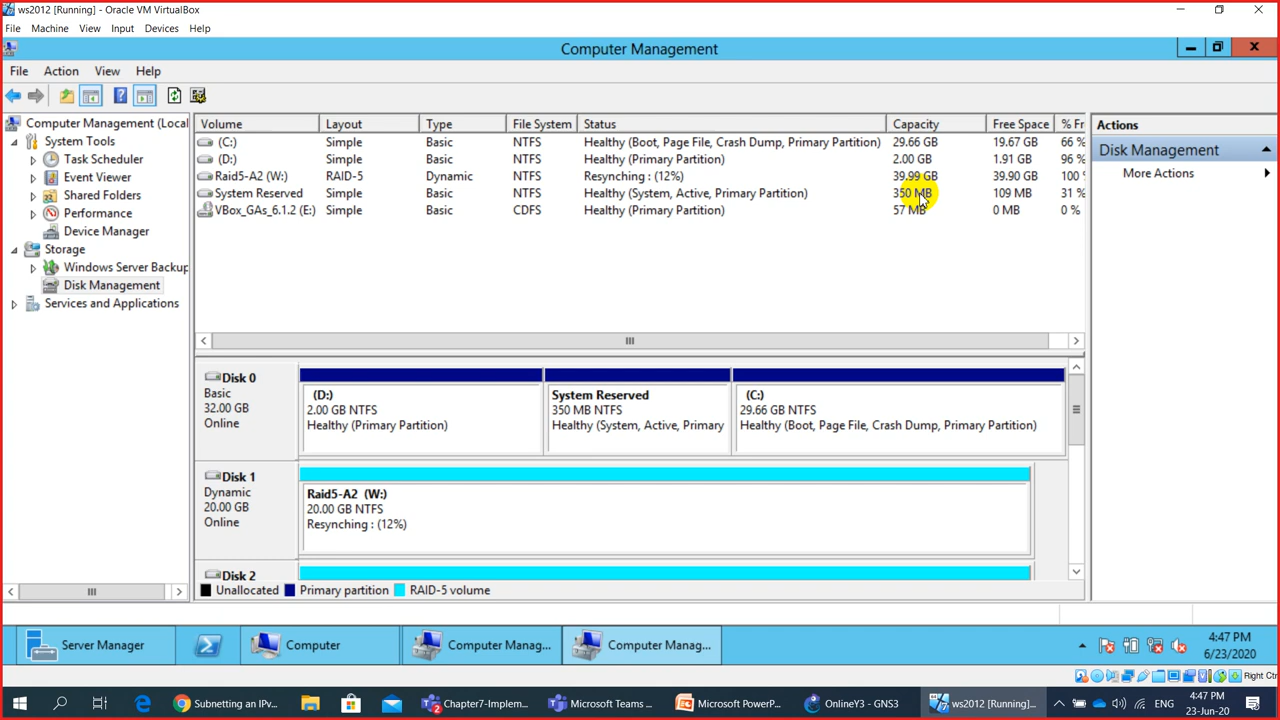 ws2012 [Running] - Oracle VM VirtualBox
File Machine View Input Devices Help
Computer Management
File Action View Help
Computer Management (Local
System Tools
Task Scheduler
Event Viewer
Shared Folders
Performance
Device Manager
Storage
Windows Server Backup
Disk Management
Services and Applications
Volume Layout Type File System Status Capacity Free Space % Fr
(C:) Simple Basic NTFS Healthy (Boot, Page File, Crash Dump, Primary Partition) 29.66 GB 19.67 GB 66 %
(D:) Simple Basic NTFS Healthy (Primary Partition) 2.00 GB 1.91 GB 96 %
Raid5-A2 (W:) RAID-5 Dynamic NTFS Resynching : (12%) 39.99 GB 39.90 GB 100
System Reserved Simple Basic NTFS Healthy (System, Active, Primary Partition) 350 MB 109 MB 31 %
VBox_GAs_6.1.2 (E:) Simple Basic CDFS Healthy (Primary Partition) 57 MB 0 MB 0 %
Actions
Disk Management
More Actions
Disk 0
Basic
32.00 GB
Online
(D:)
2.00 GB NTFS
Healthy (Primary Partition)
System Reserved
350 MB NTFS
Healthy (System, Active, Primary
(C:)
29.66 GB NTFS
Healthy (Boot, Page File, Crash Dump, Primary Partition)
Disk 1
Dynamic
20.00 GB
Online
Raid5-A2 (W:)
20.00 GB NTFS
Resynching : (12%)
Disk 2
Unallocated Primary partition RAID-5 volume
Server Manager Computer Computer Manag... Computer Manag...
4:47 PM
6/23/2020
Right Ctr
Subnetting an IPv... Chapter7-Implem... Microsoft Teams ... Microsoft PowerP... OnlineY3 - GNS3 ws2012 [Running]... ENG
4:47 PM
23-Jun-20